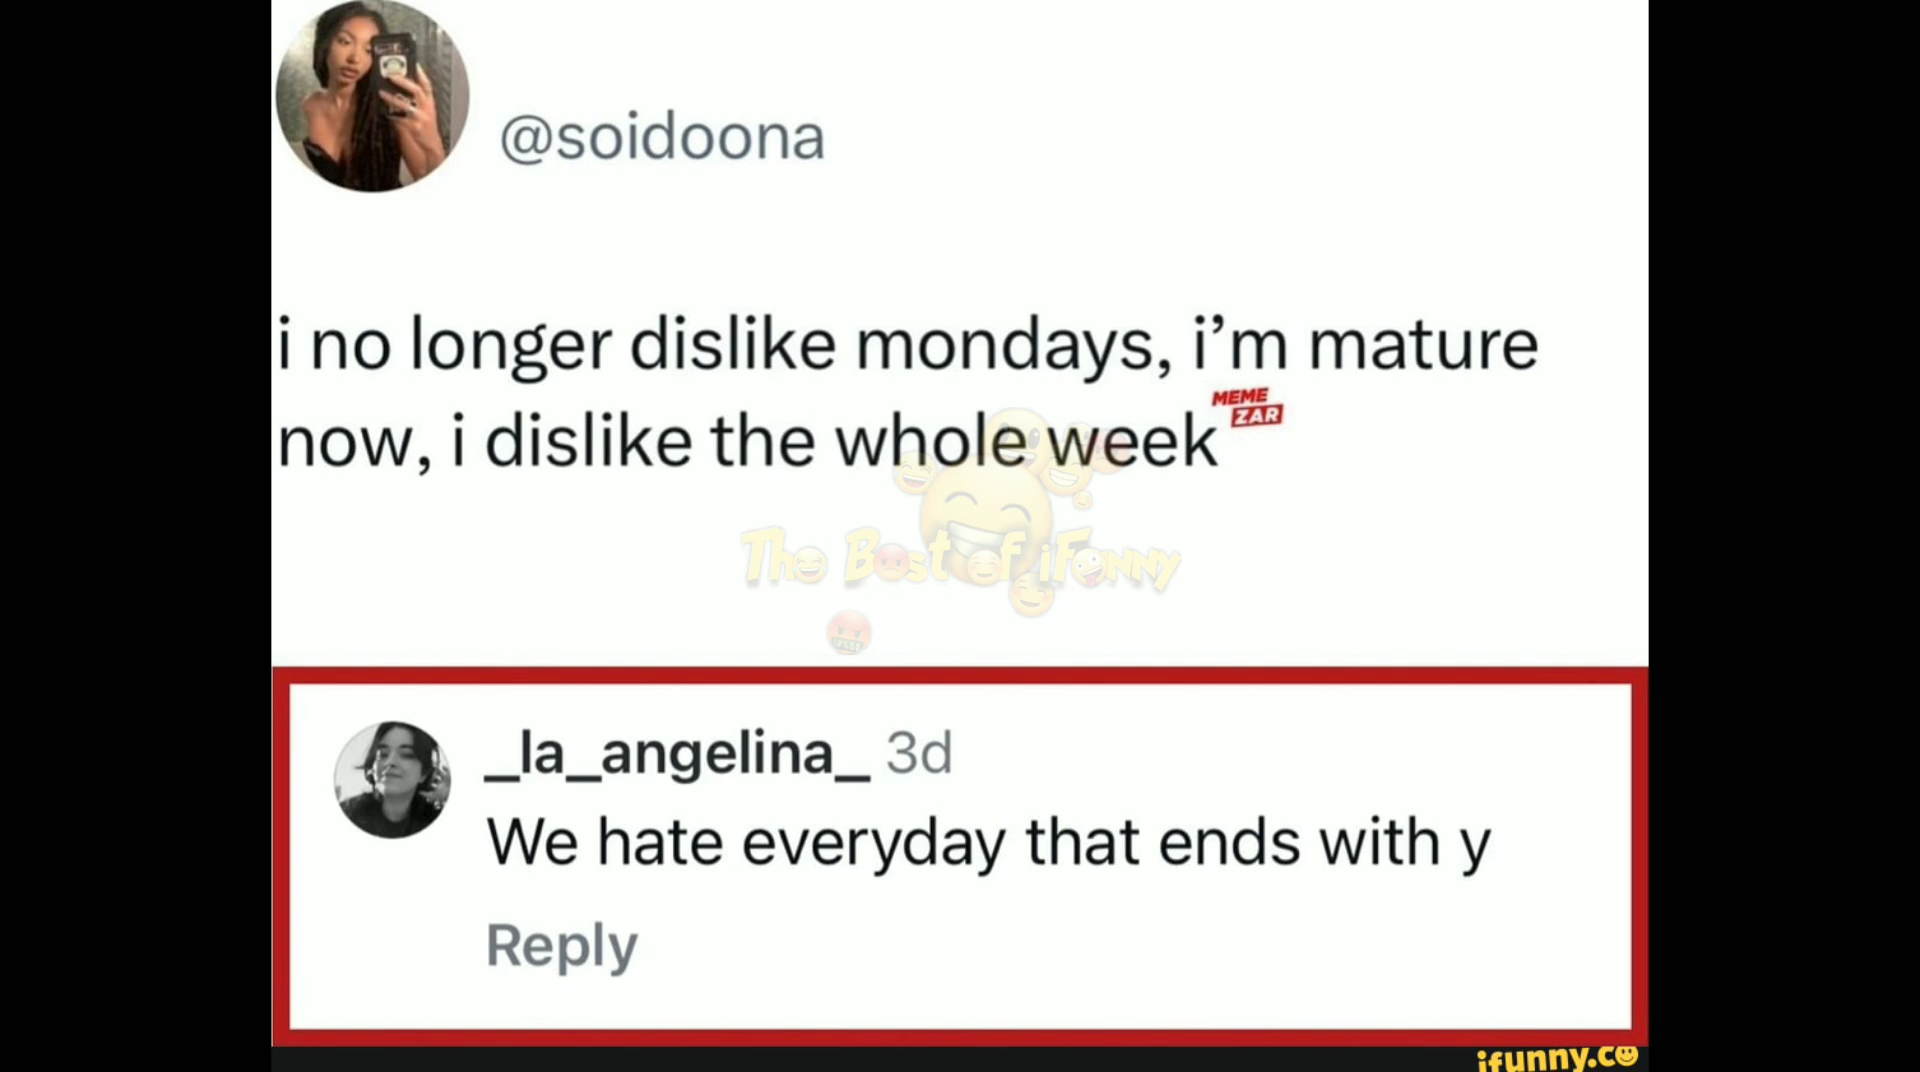 @soidoona
i no longer dislike mondays, i’m mature
now, i dislike the whole week
MEME
ZAR
The Best of iFunny
_la_angelina_ 3d
We hate everyday that ends with y
Reply
ifunny.co